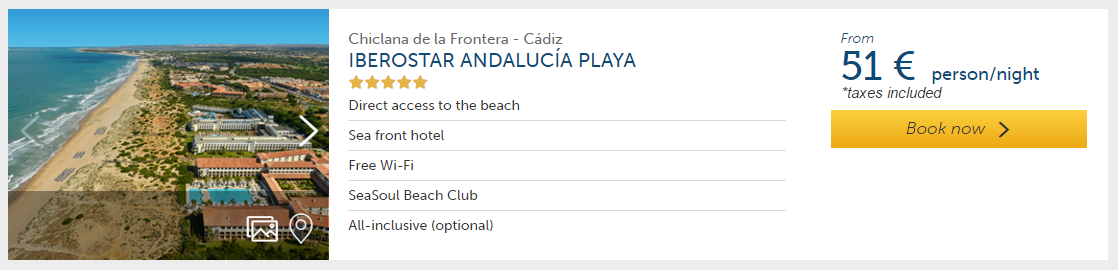 Chiclana de la Frontera - Cádiz
IBEROSTAR ANDALUCÍA PLAYA
Direct access to the beach
Sea front hotel
Free Wi-Fi
SeaSoul Beach Club
All-inclusive (optional)
From
51 € person/night
*taxes included
Book now